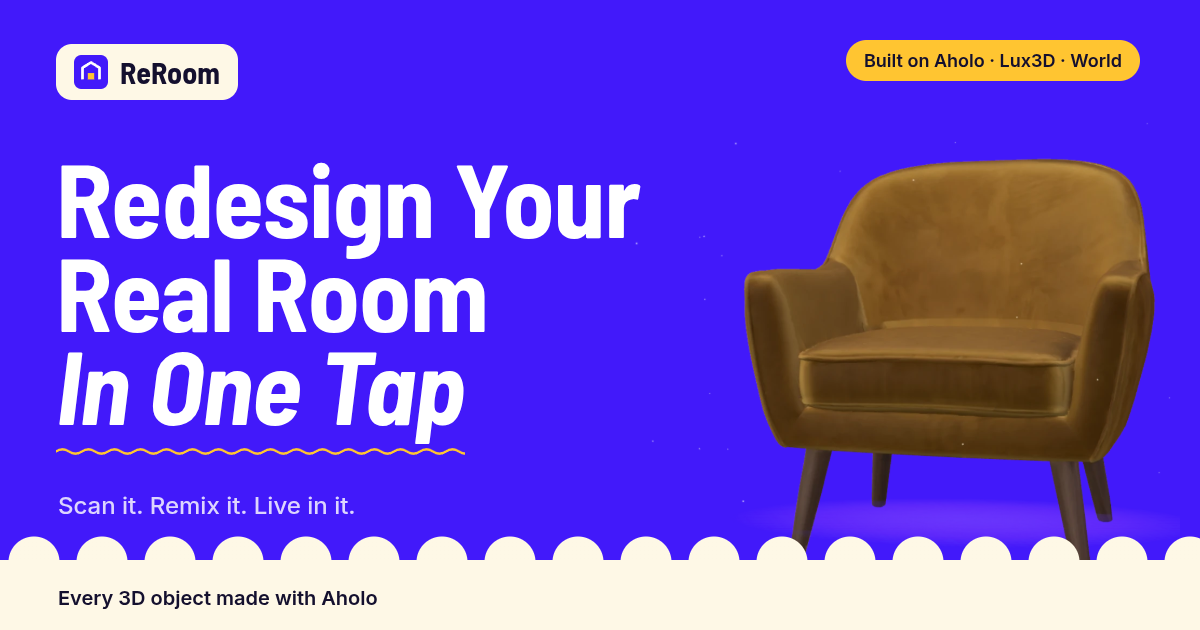 ReRoom
Built on Aholo · Lux3D · World
Redesign Your
Real Room
In One Tap
Scan it. Remix it. Live in it.
Every 3D object made with Aholo